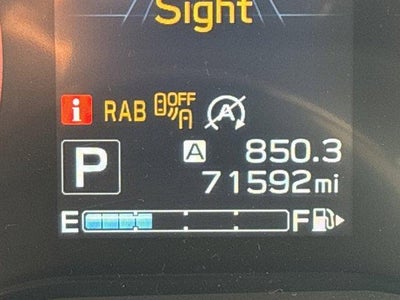 Sight
i RAB OFF A
P A 850.3
71592mi
E F